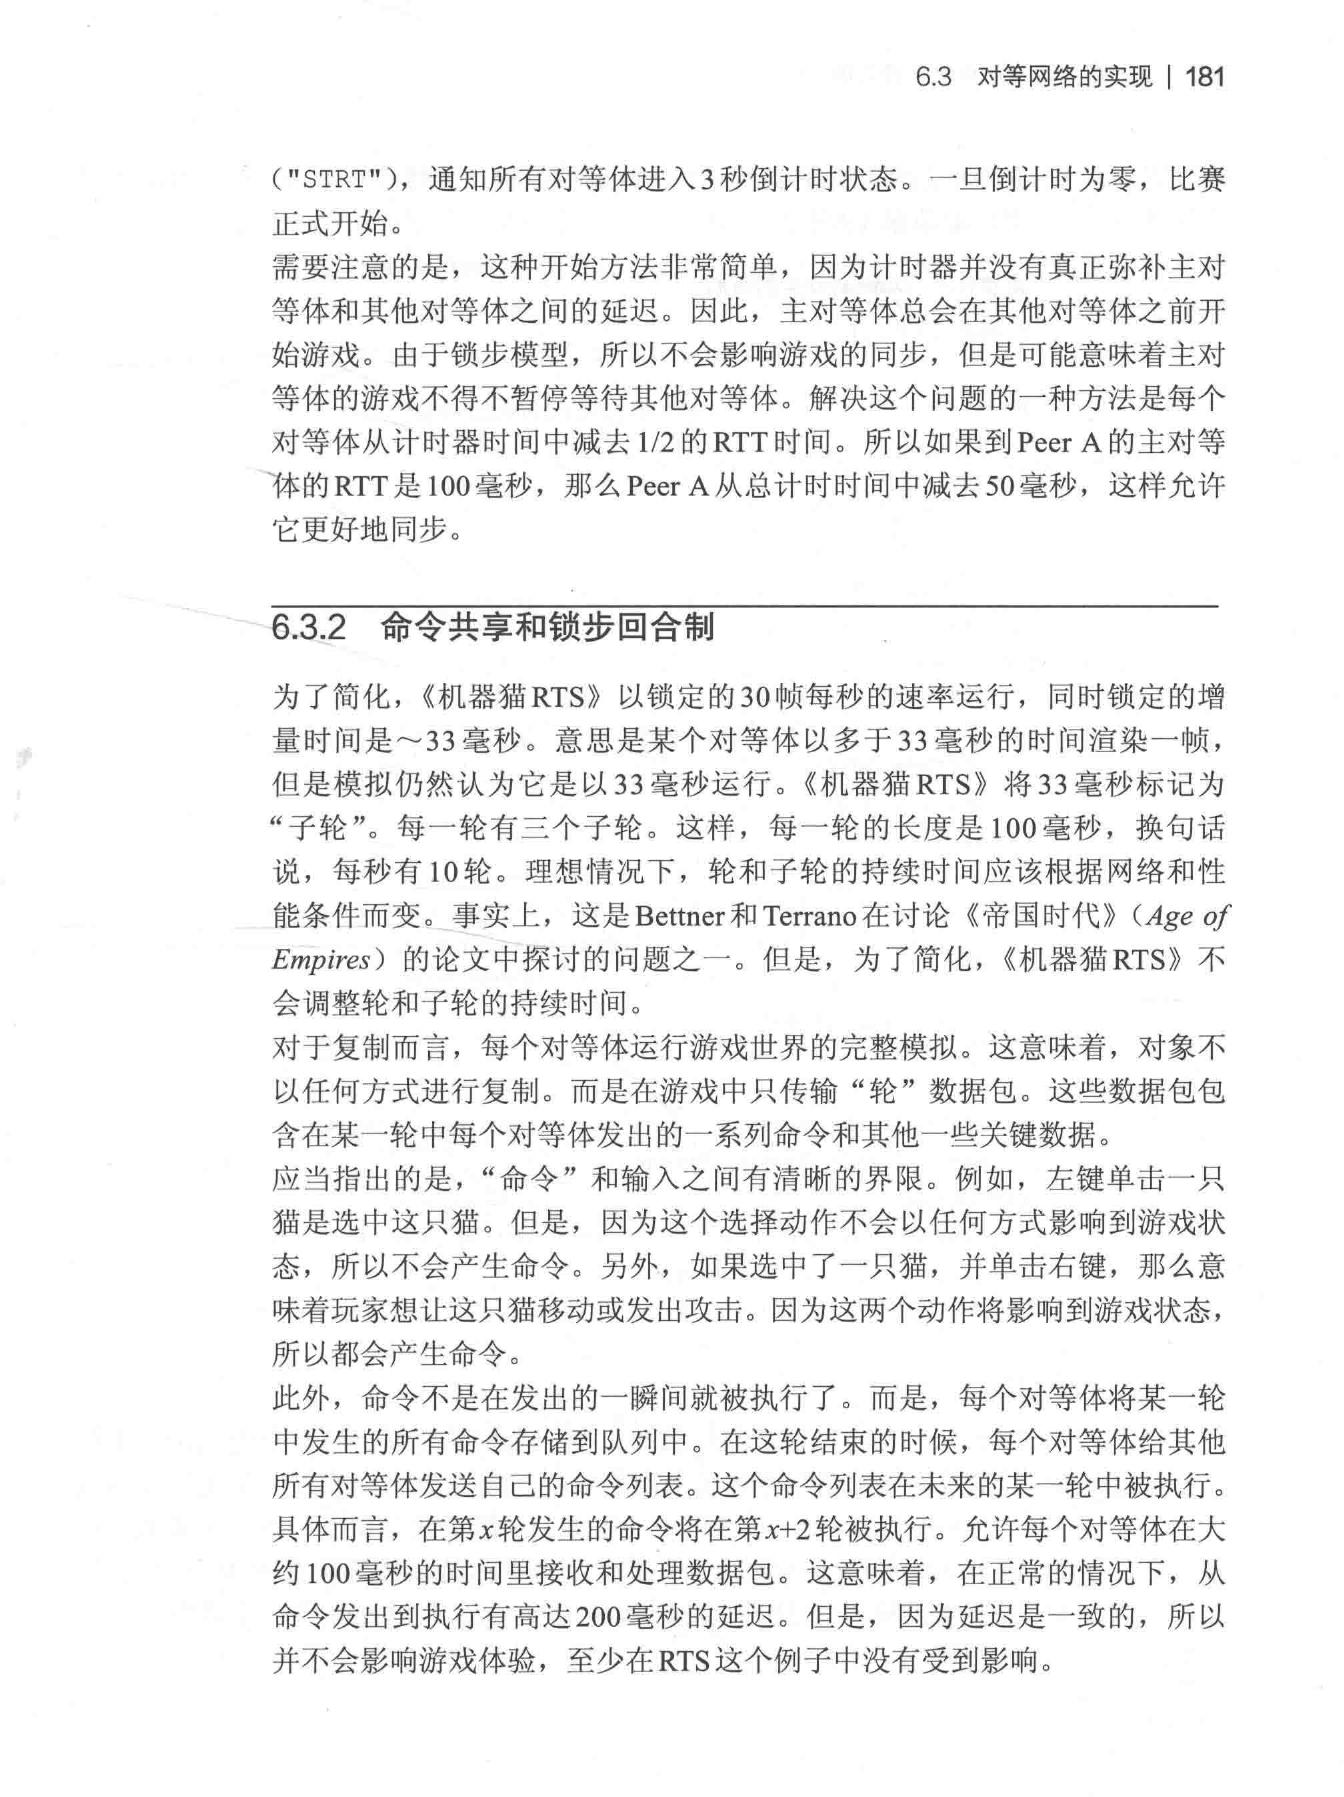 6.3 对等网络的实现 | 181
("STRT")，通知所有对等体进入3秒倒计时状态。一旦倒计时为零，比赛
正式开始。
需要注意的是，这种开始方法非常简单，因为计时器并没有真正弥补主对
等体和其他对等体之间的延迟。因此，主对等体总会在其他对等体之前开
始游戏。由于锁步模型，所以不会影响游戏的同步，但是可能意味着主对
等体的游戏不得不暂停等待其他对等体。解决这个问题的一种方法是每个
对等体从计时器时间中减去1/2的RTT时间。所以如果到Peer A的主对等
体的RTT是100毫秒，那么Peer A从总计时时间中减去50毫秒，这样允许
它更好地同步。
6.3.2 命令共享和锁步回合制
为了简化，《机器猫RTS》以锁定的30帧每秒的速率运行，同时锁定的增
量时间是～33毫秒。意思是某个对等体以多于33毫秒的时间渲染一帧，
但是模拟仍然认为它是以33毫秒运行。《机器猫RTS》将33毫秒标记为
“子轮”。每一轮有三个子轮。这样，每一轮的长度是100毫秒，换句话
说，每秒有10轮。理想情况下，轮和子轮的持续时间应该根据网络和性
能条件而变。事实上，这是Bettner和Terrano在讨论《帝国时代》（Age of
Empires）的论文中探讨的问题之一。但是，为了简化，《机器猫RTS》不
会调整轮和子轮的持续时间。
对于复制而言，每个对等体运行游戏世界的完整模拟。这意味着，对象不
以任何方式进行复制。而是在游戏中只传输“轮”数据包。这些数据包包
含在某一轮中每个对等体发出的一系列命令和其他一些关键数据。
应当指出的是，“命令”和输入之间有清晰的界限。例如，左键单击一只
猫是选中这只猫。但是，因为这个选择动作不会以任何方式影响到游戏状
态，所以不会产生命令。另外，如果选中了一只猫，并单击右键，那么意
味着玩家想让这只猫移动或发出攻击。因为这两个动作将影响到游戏状态，
所以都会产生命令。
此外，命令不是在发出的一瞬间就被执行了。而是，每个对等体将某一轮
中发生的所有命令存储到队列中。在这轮结束的时候，每个对等体给其他
所有对等体发送自己的命令列表。这个命令列表在未来的某一轮中被执行。
具体而言，在第x轮发生的命令将在第x+2轮被执行。允许每个对等体在大
约100毫秒的时间里接收和处理数据包。这意味着，在正常的情况下，从
命令发出到执行有高达200毫秒的延迟。但是，因为延迟是一致的，所以
并不会影响游戏体验，至少在RTS这个例子中没有受到影响。